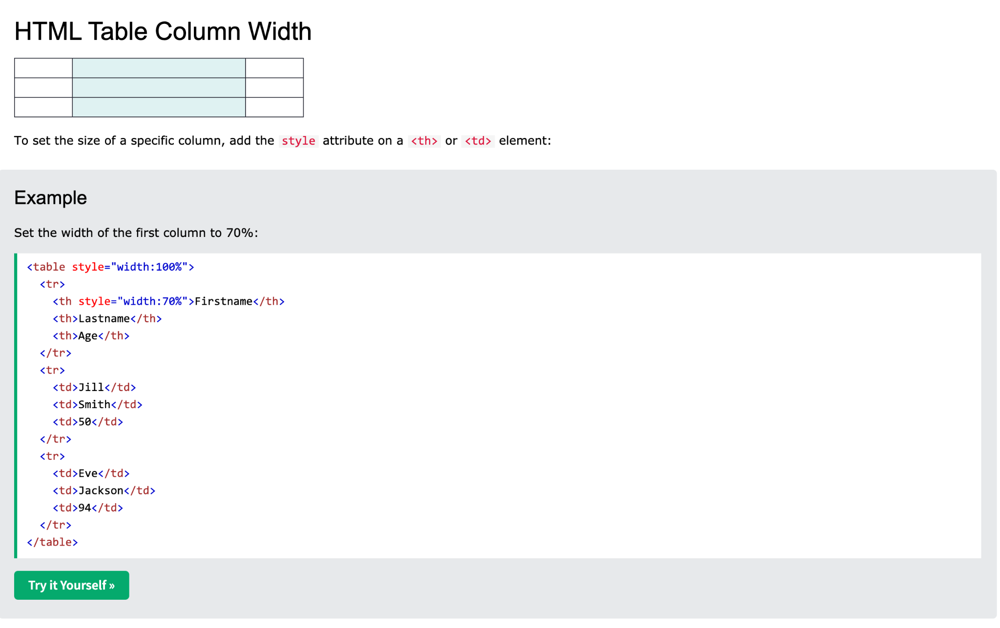 HTML Table Column Width
To set the size of a specific column, add the style attribute on a <th> or <td> element:
Example
Set the width of the first column to 70%:
<table style="width:100%">
  <tr>
    <th style="width:70%">Firstname</th>
    <th>Lastname</th>
    <th>Age</th>
  </tr>
  <tr>
    <td>Jill</td>
    <td>Smith</td>
    <td>50</td>
  </tr>
  <tr>
    <td>Eve</td>
    <td>Jackson</td>
    <td>94</td>
  </tr>
</table>
Try it Yourself »